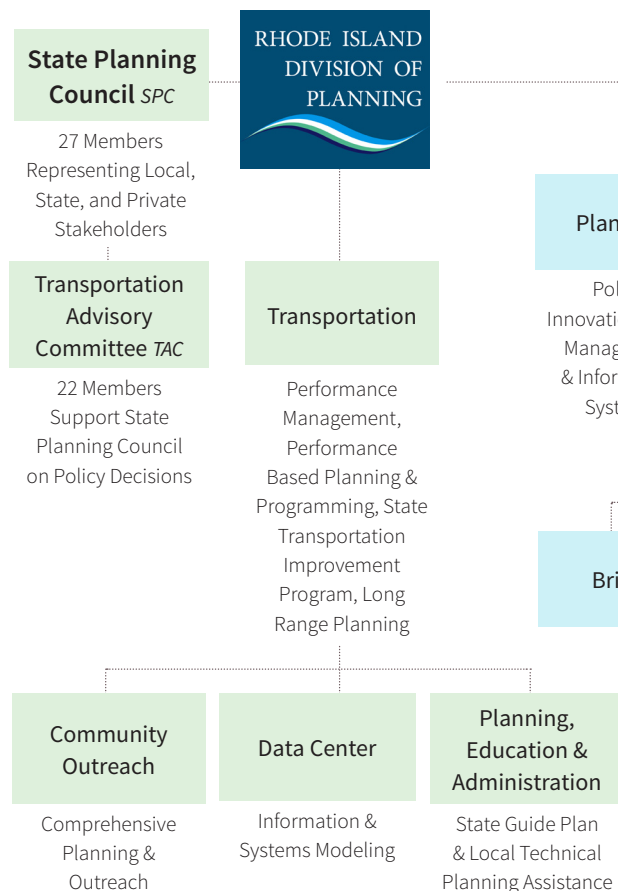 RHODE ISLAND
DIVISION OF
PLANNING
State Planning
Council SPC
27 Members
Representing Local,
State, and Private
Stakeholders
Transportation
Advisory
Committee TAC
22 Members
Support State
Planning Council
on Policy Decisions
Transportation
Performance
Management,
Performance
Based Planning &
Programming, State
Transportation
Improvement
Program, Long
Range Planning
Community
Outreach
Comprehensive
Planning &
Outreach
Data Center
Information &
Systems Modeling
Planning,
Education &
Administration
State Guide Plan
& Local Technical
Planning Assistance
&